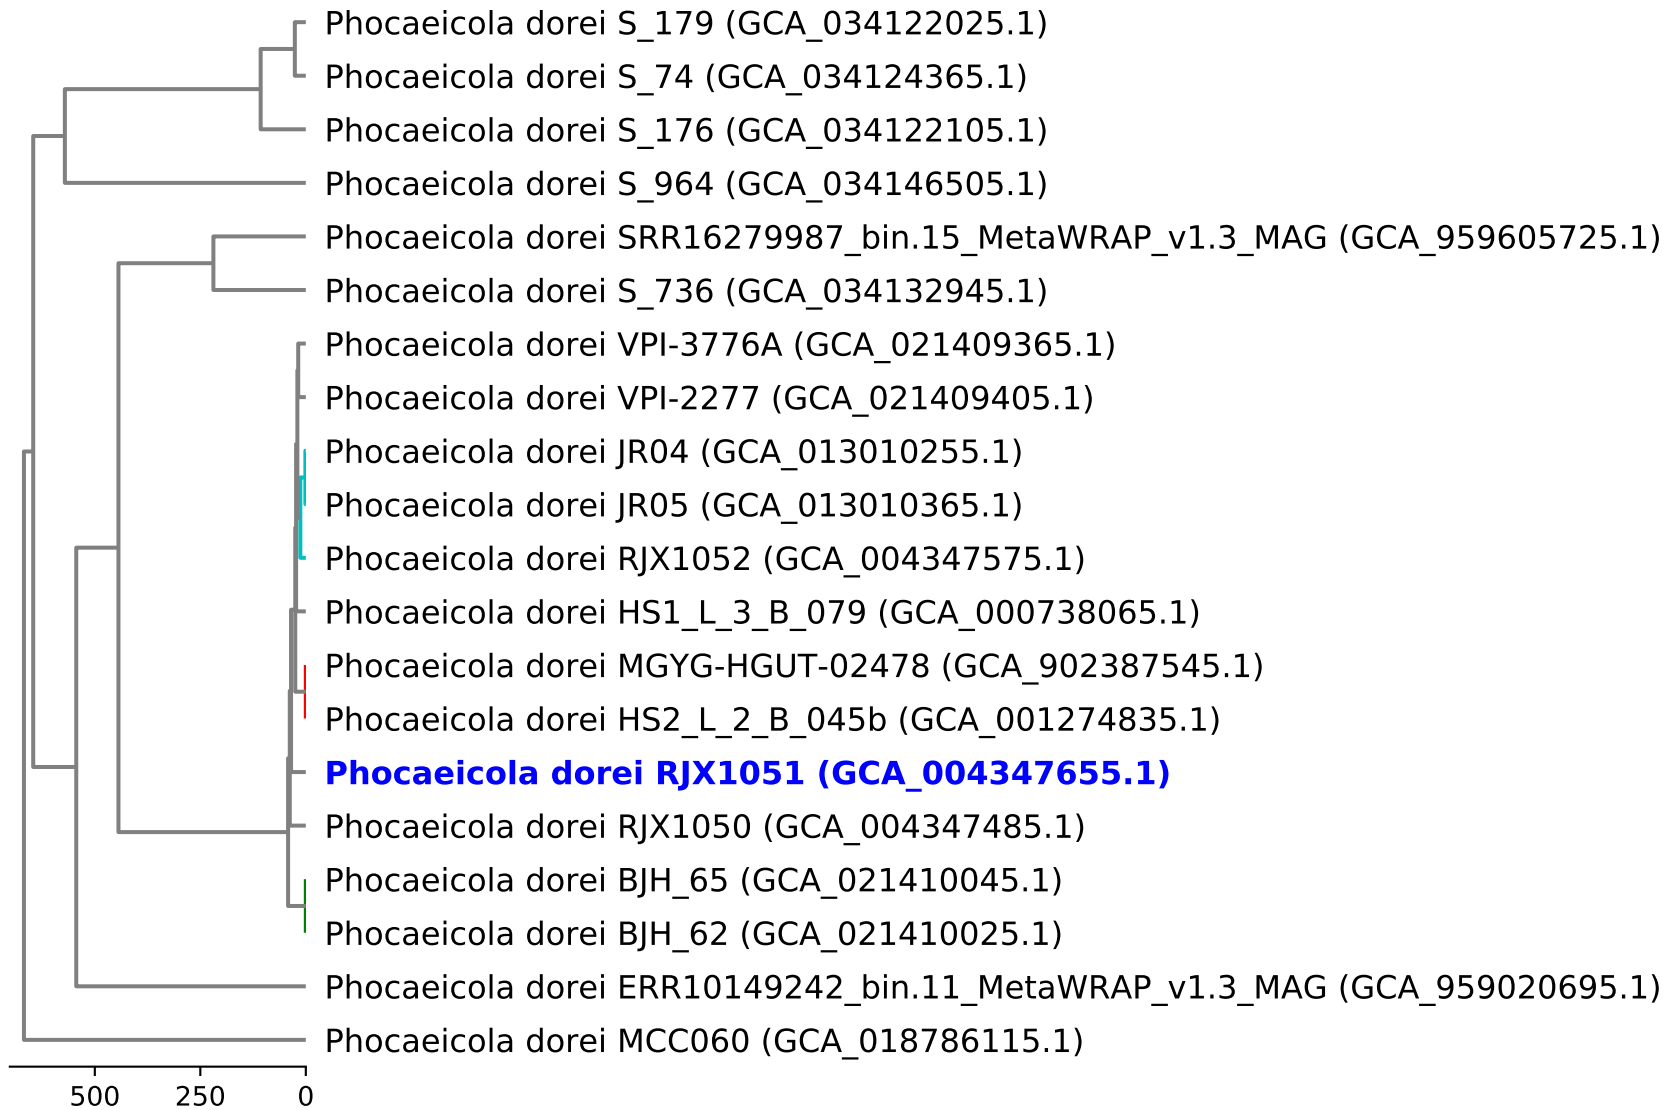 Phocaeicola dorei S_179 (GCA_034122025.1)
Phocaeicola dorei S_74 (GCA_034124365.1)
Phocaeicola dorei S_176 (GCA_034122105.1)
Phocaeicola dorei S_964 (GCA_034146505.1)
Phocaeicola dorei SRR16279987_bin.15_MetaWRAP_v1.3_MAG (GCA_959605725.1)
Phocaeicola dorei S_736 (GCA_034132945.1)
Phocaeicola dorei VPI-3776A (GCA_021409365.1)
Phocaeicola dorei VPI-2277 (GCA_021409405.1)
Phocaeicola dorei JR04 (GCA_013010255.1)
Phocaeicola dorei JR05 (GCA_013010365.1)
Phocaeicola dorei RJX1052 (GCA_004347575.1)
Phocaeicola dorei HS1_L_3_B_079 (GCA_000738065.1)
Phocaeicola dorei MGYG-HGUT-02478 (GCA_902387545.1)
Phocaeicola dorei HS2_L_2_B_045b (GCA_001274835.1)
Phocaeicola dorei RJX1051 (GCA_004347655.1)
Phocaeicola dorei RJX1050 (GCA_004347485.1)
Phocaeicola dorei BJH_65 (GCA_021410045.1)
Phocaeicola dorei BJH_62 (GCA_021410025.1)
Phocaeicola dorei ERR10149242_bin.11_MetaWRAP_v1.3_MAG (GCA_959020695.1)
Phocaeicola dorei MCC060 (GCA_018786115.1)
500 250 0